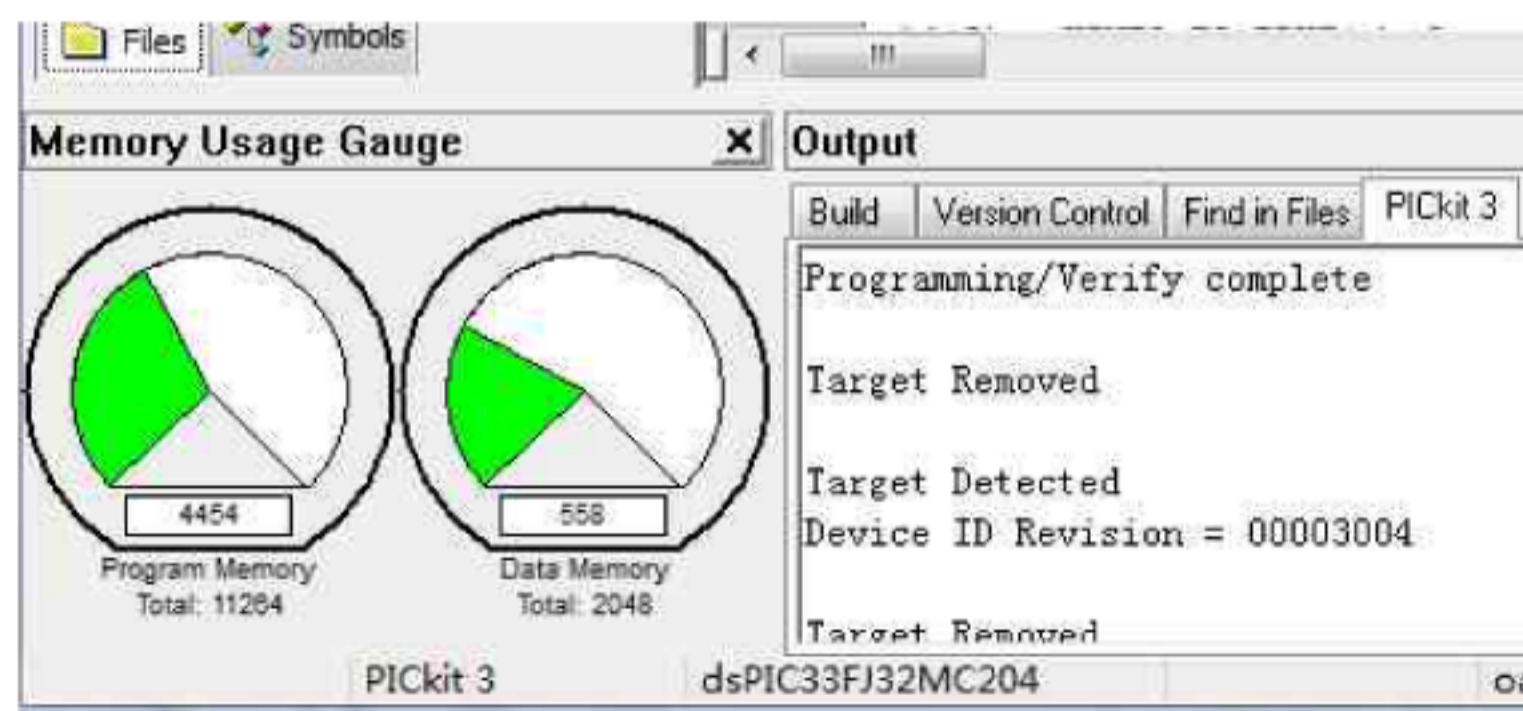 Files
Symbols
Memory Usage Gauge
Output
Build
Version Control
Find in Files
PICkit 3
Programming/Verify complete
Target Removed
Target Detected
Device ID Revision = 00003004
Target Removed
4454
558
Program Memory
Data Memory
Total: 11264
Total: 2048
PICkit 3
dsPIC33FJ32MC204